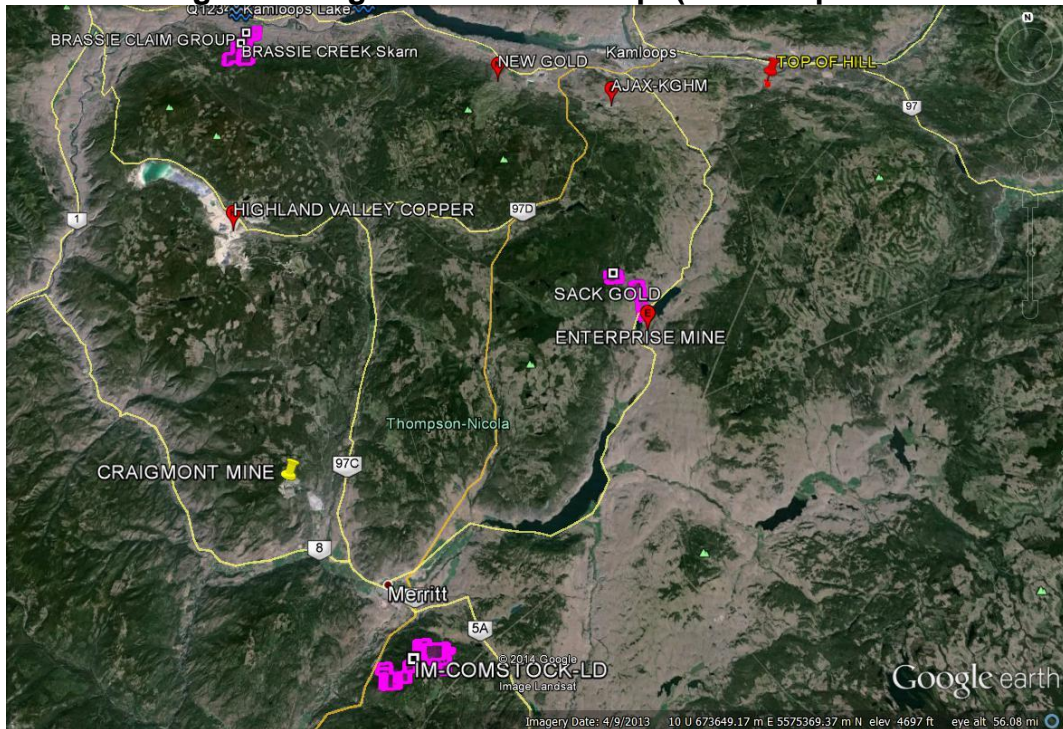 Q1234 Kamloops Lake
BRASSIE CLAIM GROUP
BRASSIE CREEK Skarn
NEW GOLD
Kamloops
TOP OF HILL
AJAX-KGHM
97
HIGHLAND VALLEY COPPER
97D
1
SACK GOLD
E
ENTERPRISE MINE
Thompson-Nicola
CRAIGMONT MINE
97C
8
Merritt
5A
© 2014 Google
IM-COMSTOCK-LD
Image Landsat
Google earth
Imagery Date: 4/9/2013 10 U 673649.17 m E 5575369.37 m N elev 4697 ft eye alt 56.08 mi
N